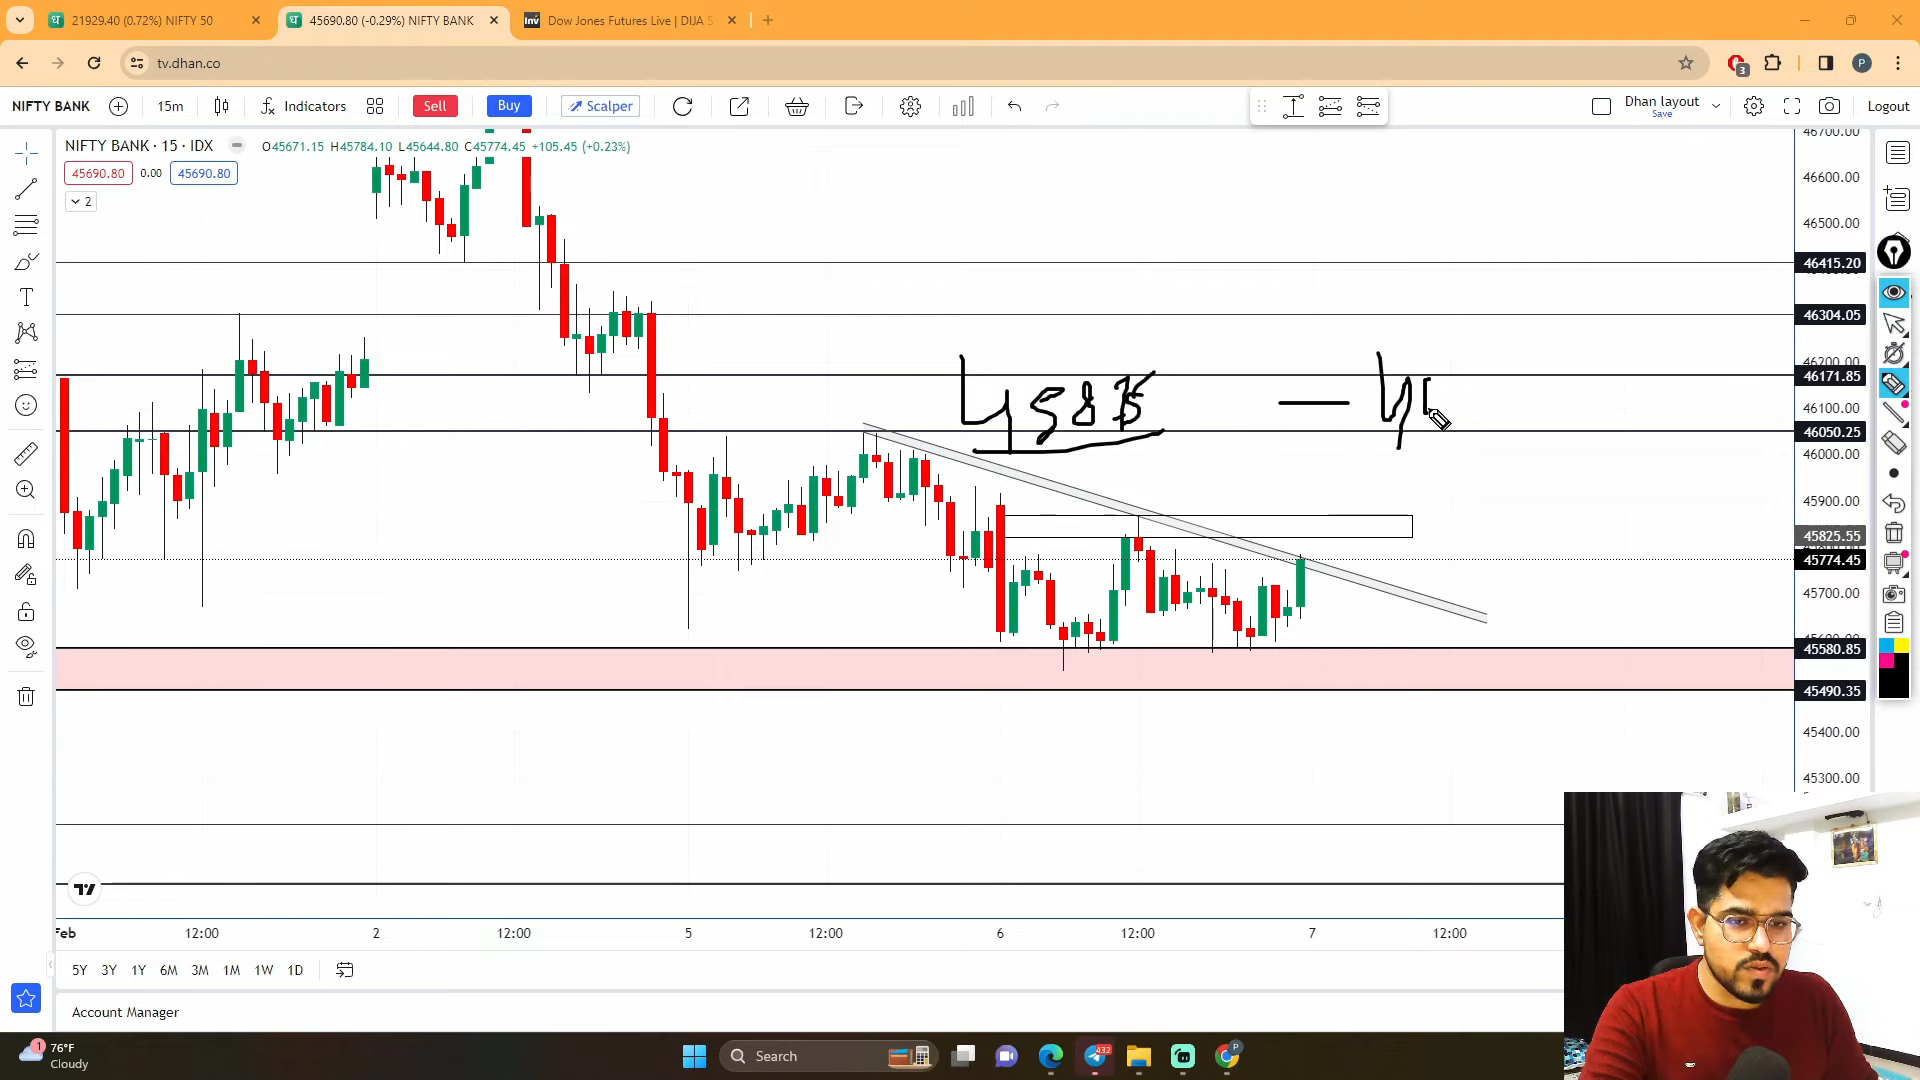 21929.40 (0.72%) NIFTY 50
45690.80 (-0.29%) NIFTY BANK
Dow Jones Futures Live | DIJA S
tv.dhan.co
3
P
NIFTY BANK
15m
Indicators
Sell
Buy
Scalper
Dhan layout
Save
Logout
NIFTY BANK · 15 · IDX
O45671.15 H45784.10 L45644.80 C45774.45 +105.45 (+0.23%)
45690.80 0.00 45690.80
2
46700.00
46600.00
46500.00
46415.20
46304.05
46200.00
46171.85
46100.00
46050.25
46000.00
45900.00
45825.55
45774.45
45700.00
45580.85
45490.35
45400.00
45300.00
Feb 12:00 2 12:00 5 12:00 6 12:00 7 12:00
5Y 3Y 1Y 6M 3M 1M 1W 1D
Account Manager
1
76°F
Cloudy
Search
432
P